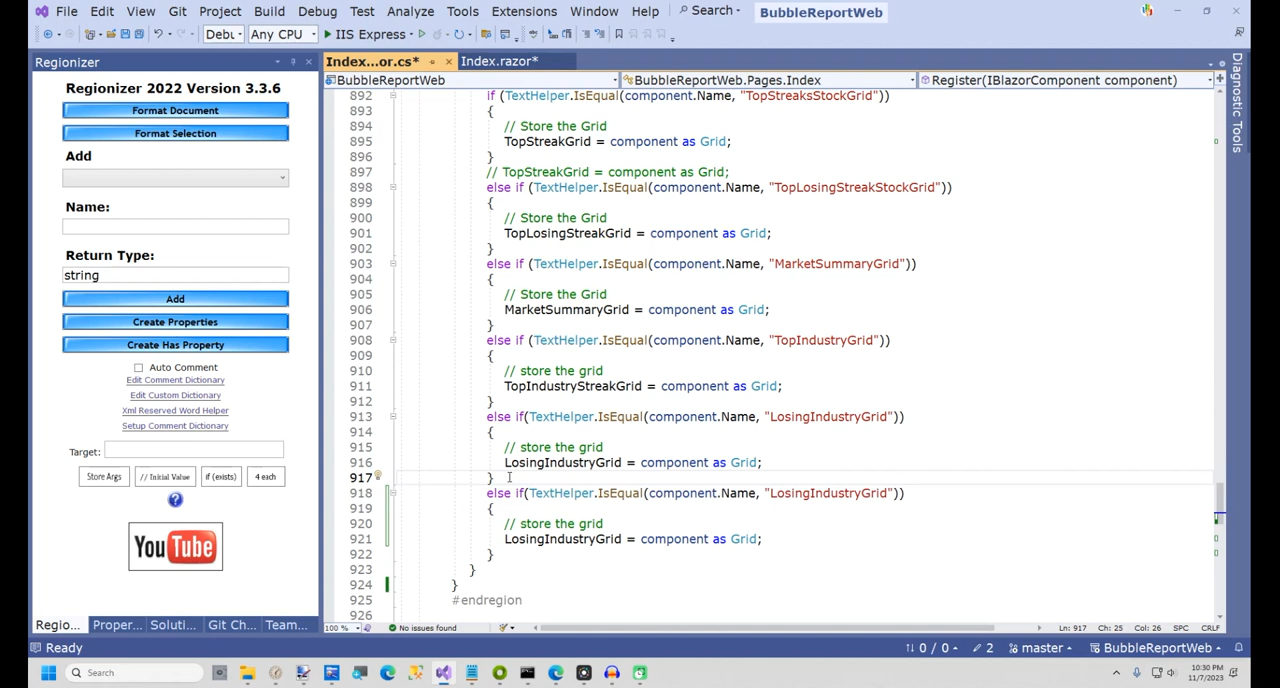 File Edit View Git Project Build Debug Test Analyze Tools Extensions Window Help Search BubbleReportWeb
Debu Any CPU IIS Express
Regionizer
Index...or.cs* Index.razor*
BubbleReportWeb BubbleReportWeb.Pages.Index Register(IBlazorComponent component)
Diagnostic Tools
Regionizer 2022 Version 3.3.6
Format Document
Format Selection
Add
Name:
Return Type:
string
Add
Create Properties
Create Has Property
Auto Comment
Edit Comment Dictionary
Edit Custom Dictionary
Xml Reserved Word Helper
Setup Comment Dictionary
Target:
Store Args // Initial Value if (exists) 4 each
You Tube
892 if (TextHelper.IsEqual(component.Name, "TopStreaksStockGrid"))
893 {
894 // Store the Grid
895 TopStreakGrid = component as Grid;
896 }
897 // TopStreakGrid = component as Grid;
898 else if (TextHelper.IsEqual(component.Name, "TopLosingStreakStockGrid"))
899 {
900 // Store the Grid
901 TopLosingStreakGrid = component as Grid;
902 }
903 else if (TextHelper.IsEqual(component.Name, "MarketSummaryGrid"))
904 {
905 // Store the Grid
906 MarketSummaryGrid = component as Grid;
907 }
908 else if (TextHelper.IsEqual(component.Name, "TopIndustryGrid"))
909 {
910 // store the grid
911 TopIndustryStreakGrid = component as Grid;
912 }
913 else if(TextHelper.IsEqual(component.Name, "LosingIndustryGrid"))
914 {
915 // store the grid
916 LosingIndustryGrid = component as Grid;
917 }
918 else if(TextHelper.IsEqual(component.Name, "LosingIndustryGrid"))
919 {
920 // store the grid
921 LosingIndustryGrid = component as Grid;
922 }
923 }
924 }
925 #endregion
926
Regio... Proper... Soluti... Git Ch... Team...
100 % No issues found Ln: 917 Ch: 25 Col: 26 SPC CRLF
Ready 0 / 0 2 master BubbleReportWeb
Search 10:30 PM
11/7/2023